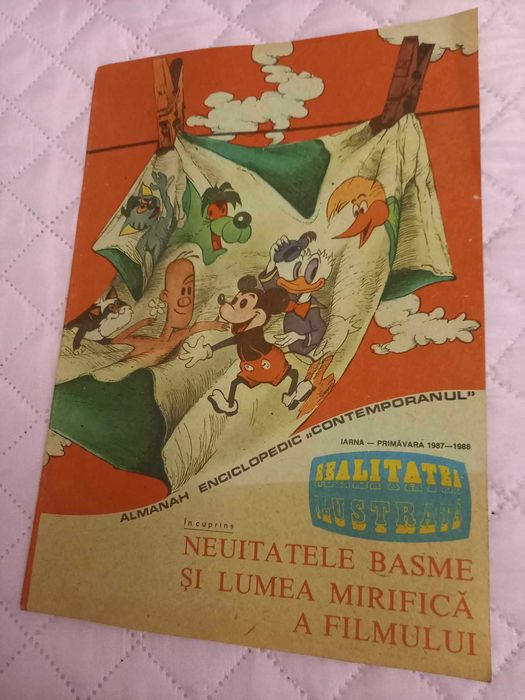 ALMANAH ENCICLOPEDIC „CONTEMPORANUL”
IARNA — PRIMĂVARA 1987—1988
REALITATEA
ILUSTRATĂ
În cuprins
NEUITATELE BASME
ŞI LUMEA MIRIFICĂ
A FILMULUI